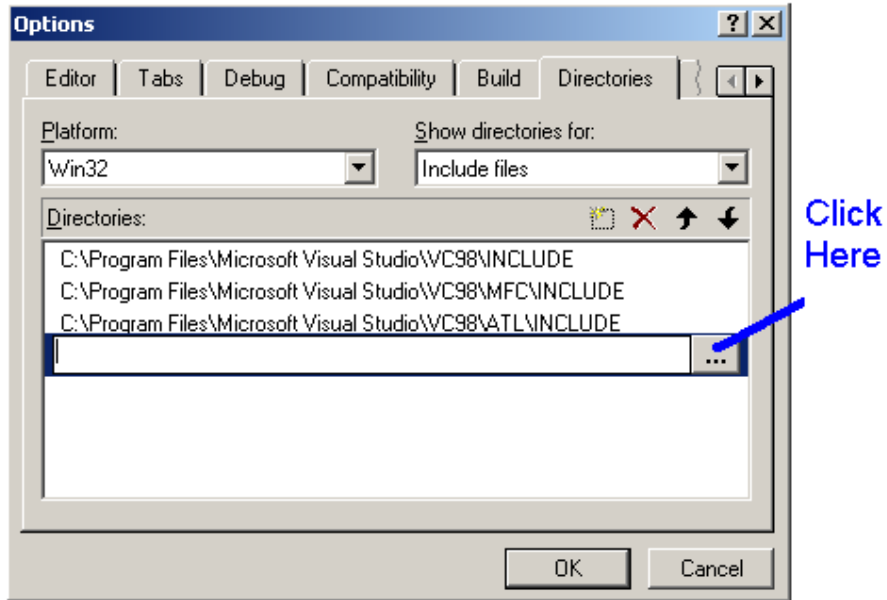 Options
Editor Tabs Debug Compatibility Build Directories
Platform: Show directories for:
Win32 Include files
Directories:
Click
Here
C:\Program Files\Microsoft Visual Studio\VC98\INCLUDE
C:\Program Files\Microsoft Visual Studio\VC98\MFC\INCLUDE
C:\Program Files\Microsoft Visual Studio\VC98\ATL\INCLUDE
...
OK Cancel